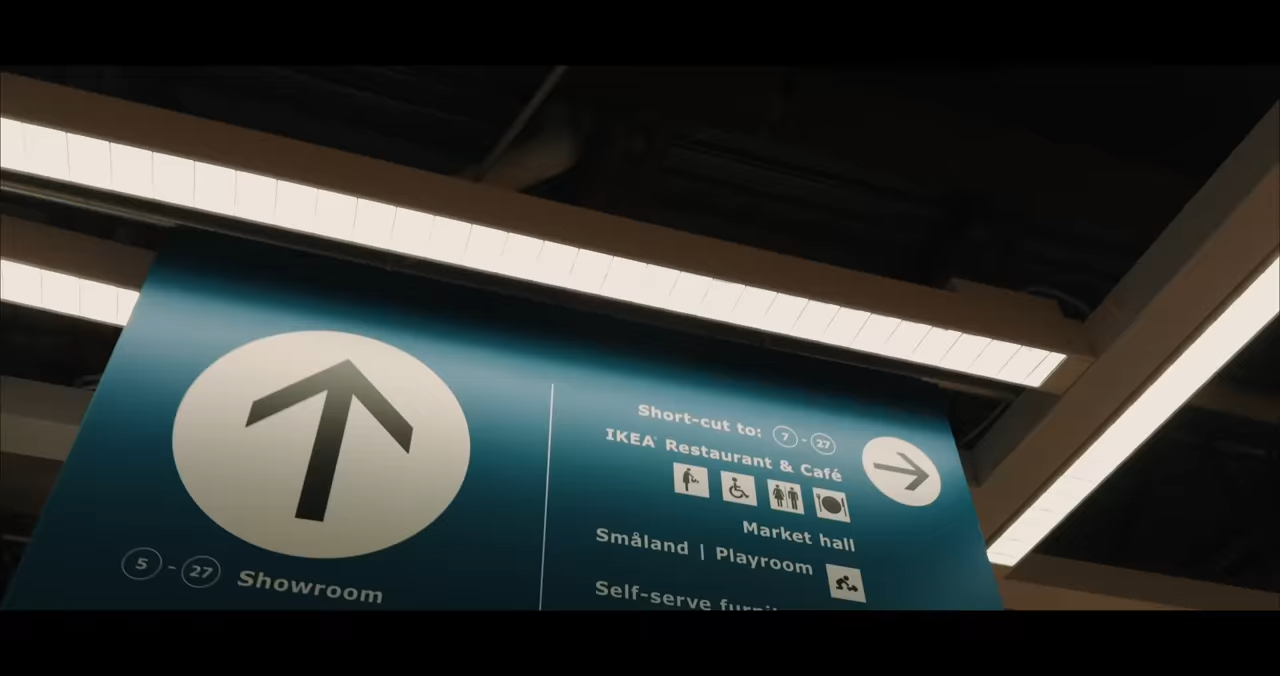 5 - 27 Showroom
Short-cut to: 7 - 27
IKEA® Restaurant & Café
Market hall
Småland | Playroom
Self-serve